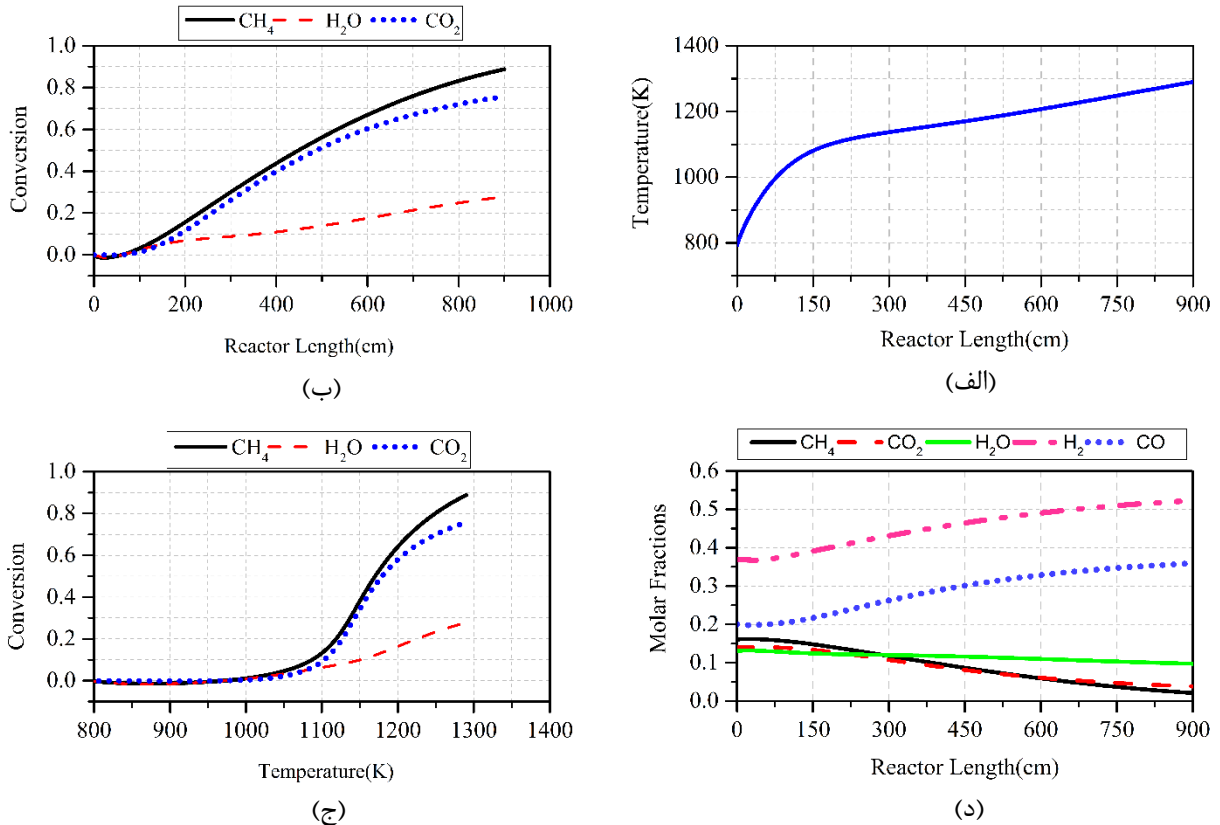 CH₄ H₂O CO₂
1.0
0.8
0.6
0.4
0.2
0.0
Conversion
0 200 400 600 800 1000
Reactor Length(cm)
(ب)
1400
1200
1000
800
Temperature(K)
0 150 300 450 600 750 900
Reactor Length(cm)
(الف)
CH₄ H₂O CO₂
1.0
0.8
0.6
0.4
0.2
0.0
Conversion
800 900 1000 1100 1200 1300 1400
Temperature(K)
(ج)
CH₄ CO₂ H₂O H₂ CO
0.6
0.5
0.4
0.3
0.2
0.1
0.0
Molar Fractions
0 150 300 450 600 750 900
Reactor Length(cm)
(د)